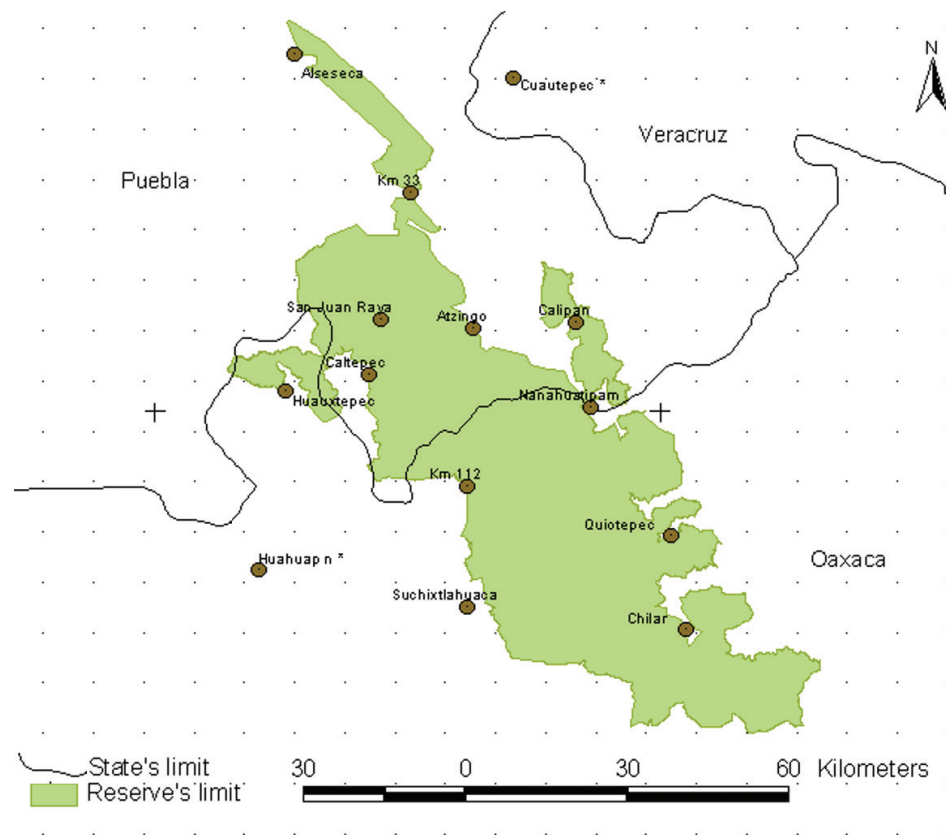 N
Alseseca
Cuautepec *
Veracruz
Puebla
Km 33
San Juan Raya
Atzingo
Calipan
Caltepec
Huauxtepec
Nanahuatipam
Km 112
Quiotepec
Huahuap n *
Oaxaca
Suchixtlahuaca
Chilar
State's limit
Reserve's limit
30 0 30 60 Kilometers